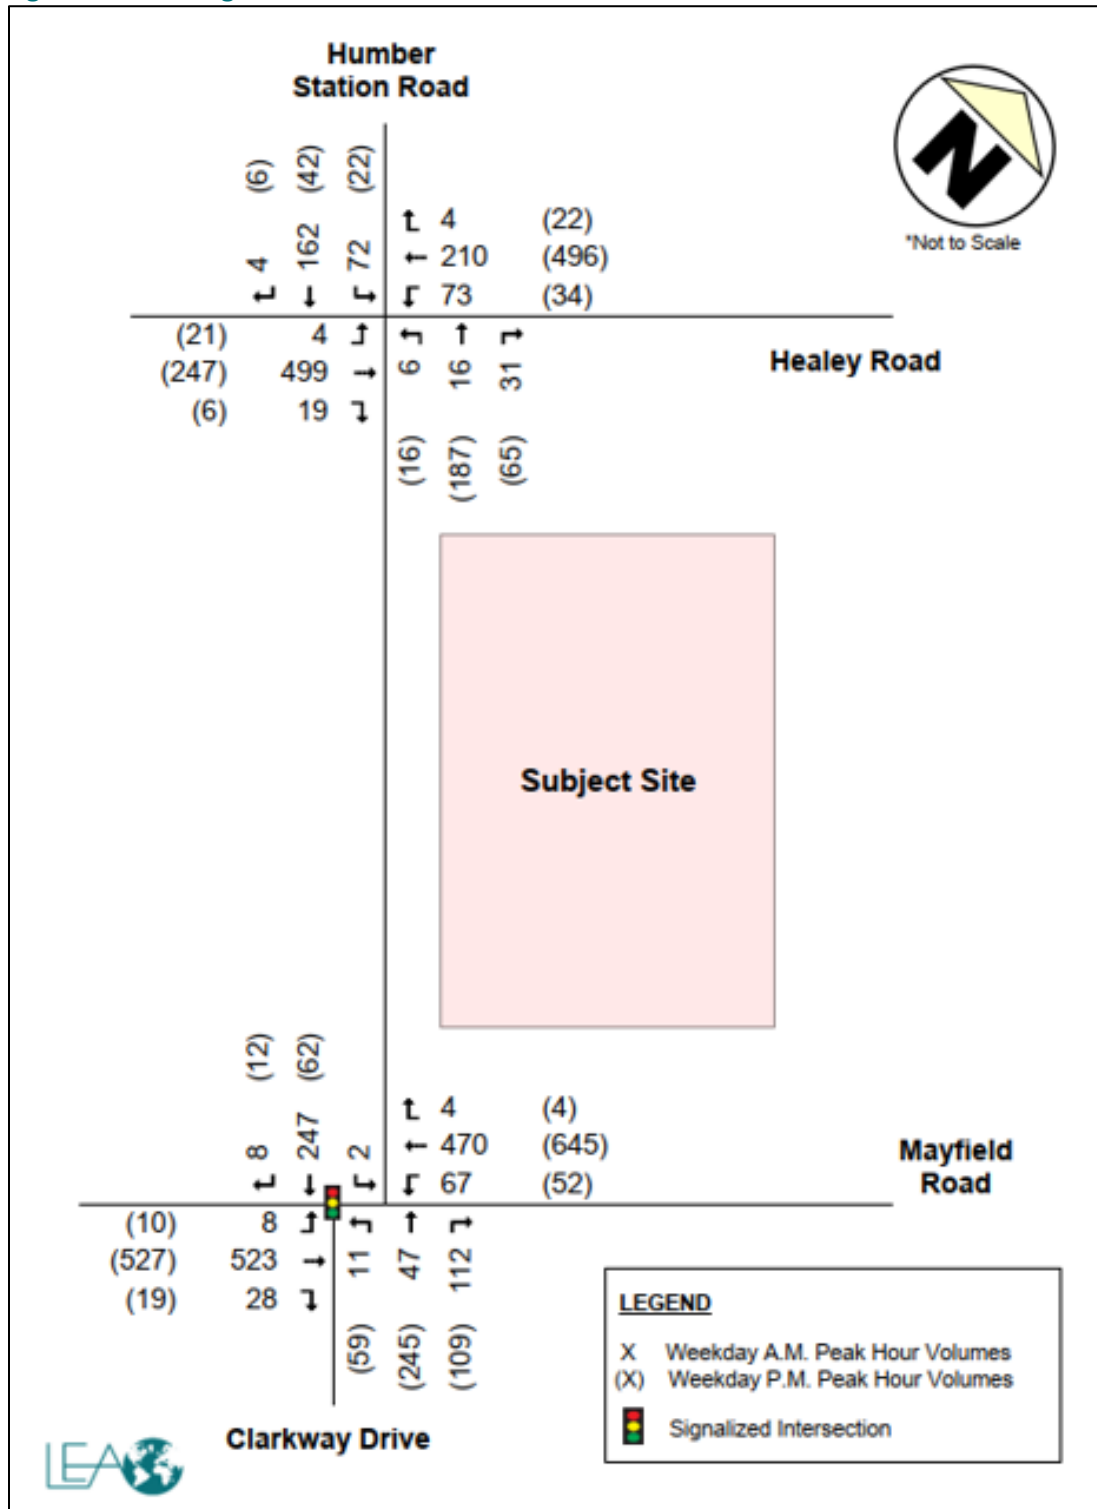 Humber
Station Road
N
*Not to Scale
(6) (42) (22)
4 162 72
4 (22)
210 (496)
73 (34)
(21) 4
(247) 499
(6) 19
6 16 31
(16) (187) (65)
Healey Road
Subject Site
(12) (62)
8 247 2
4 (4)
470 (645)
67 (52)
Mayfield
Road
(10) 8
(527) 523
(19) 28
11 47 112
(59) (245) (109)
Clarkway Drive
LEGEND
X Weekday A.M. Peak Hour Volumes
(X) Weekday P.M. Peak Hour Volumes
Signalized Intersection
LEA